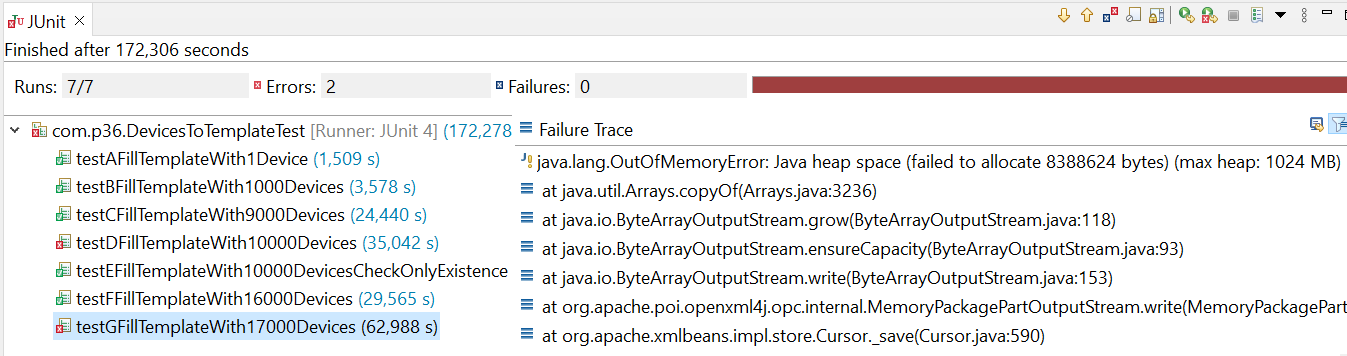 JUnit
Finished after 172,306 seconds
Runs: 7/7 Errors: 2 Failures: 0
com.p36.DevicesToTemplateTest [Runner: JUnit 4] (172,278
testAFillTemplateWith1Device (1,509 s)
testBFillTemplateWith1000Devices (3,578 s)
testCFillTemplateWith9000Devices (24,440 s)
testDFillTemplateWith10000Devices (35,042 s)
testEFillTemplateWith10000DevicesCheckOnlyExistence
testFFillTemplateWith16000Devices (29,565 s)
testGFillTemplateWith17000Devices (62,988 s)
Failure Trace
java.lang.OutOfMemoryError: Java heap space (failed to allocate 8388624 bytes) (max heap: 1024 MB)
at java.util.Arrays.copyOf(Arrays.java:3236)
at java.io.ByteArrayOutputStream.grow(ByteArrayOutputStream.java:118)
at java.io.ByteArrayOutputStream.ensureCapacity(ByteArrayOutputStream.java:93)
at java.io.ByteArrayOutputStream.write(ByteArrayOutputStream.java:153)
at org.apache.poi.openxml4j.opc.internal.MemoryPackagePartOutputStream.write(MemoryPackagePart
at org.apache.xmlbeans.impl.store.Cursor._save(Cursor.java:590)